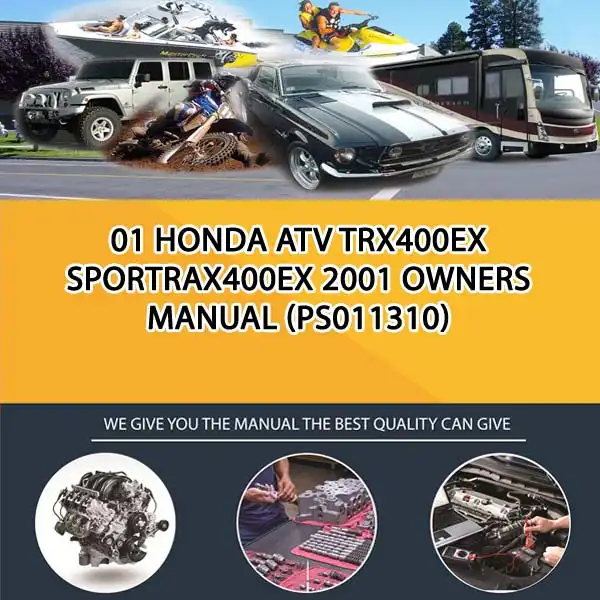 MASTERCRAFT
01 HONDA ATV TRX400EX
SPORTRAX400EX 2001 OWNERS
MANUAL (PS011310)
WE GIVE YOU THE MANUAL THE BEST QUALITY CAN GIVE